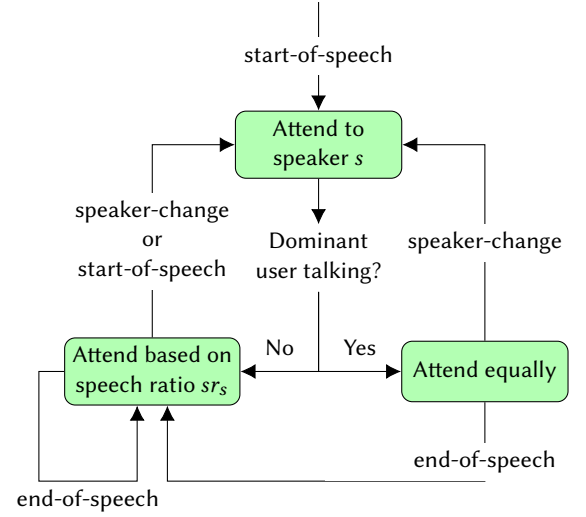 start-of-speech
Attend to
speaker s
speaker-change
or
start-of-speech
Dominant
user talking?
speaker-change
No
Yes
Attend based on
speech ratio srₛ
Attend equally
end-of-speech
end-of-speech